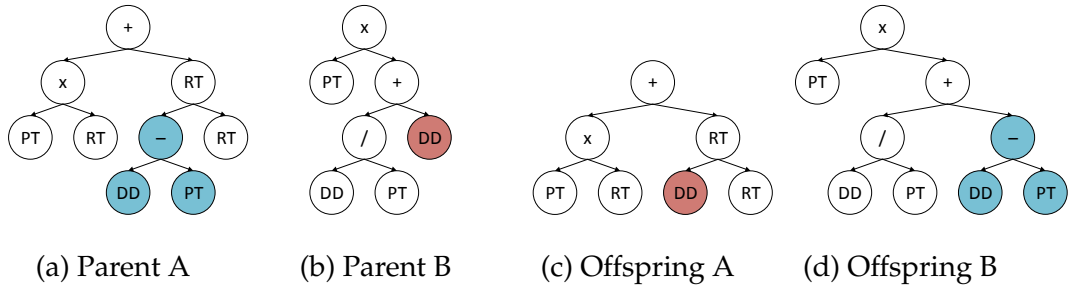 +
x
RT
PT
RT
–
RT
DD
PT
(a) Parent A
x
PT
+
/
DD
DD
PT
(b) Parent B
+
x
RT
PT
RT
DD
RT
(c) Offspring A
x
PT
+
/
–
DD
PT
DD
PT
(d) Offspring B